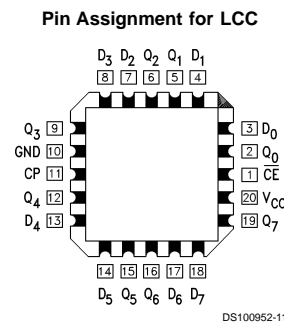 Pin Assignment for LCC
D3 D2 Q2 Q1 D1
8 7 6 5 4
Q3 9
GND 10
CP 11
Q4 12
D4 13
3 D0
2 Q0
1 C̅E̅
20 VCC
19 Q7
14 15 16 17 18
D5 Q5 Q6 D6 D7
DS100952-11